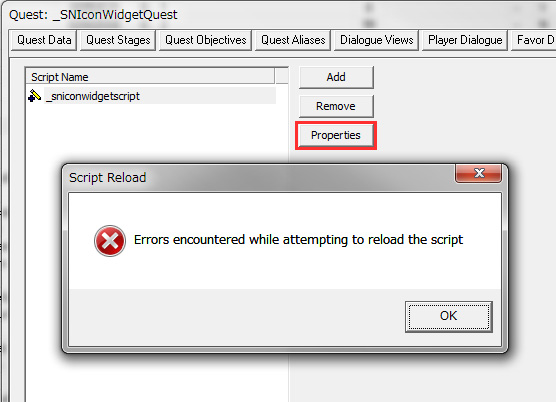 Quest: _SNIconWidgetQuest
Quest Data Quest Stages Quest Objectives Quest Aliases Dialogue Views Player Dialogue Favor D
Script Name
_sniconwidgetscript
Add
Remove
Properties
Script Reload
Errors encountered while attempting to reload the script
OK